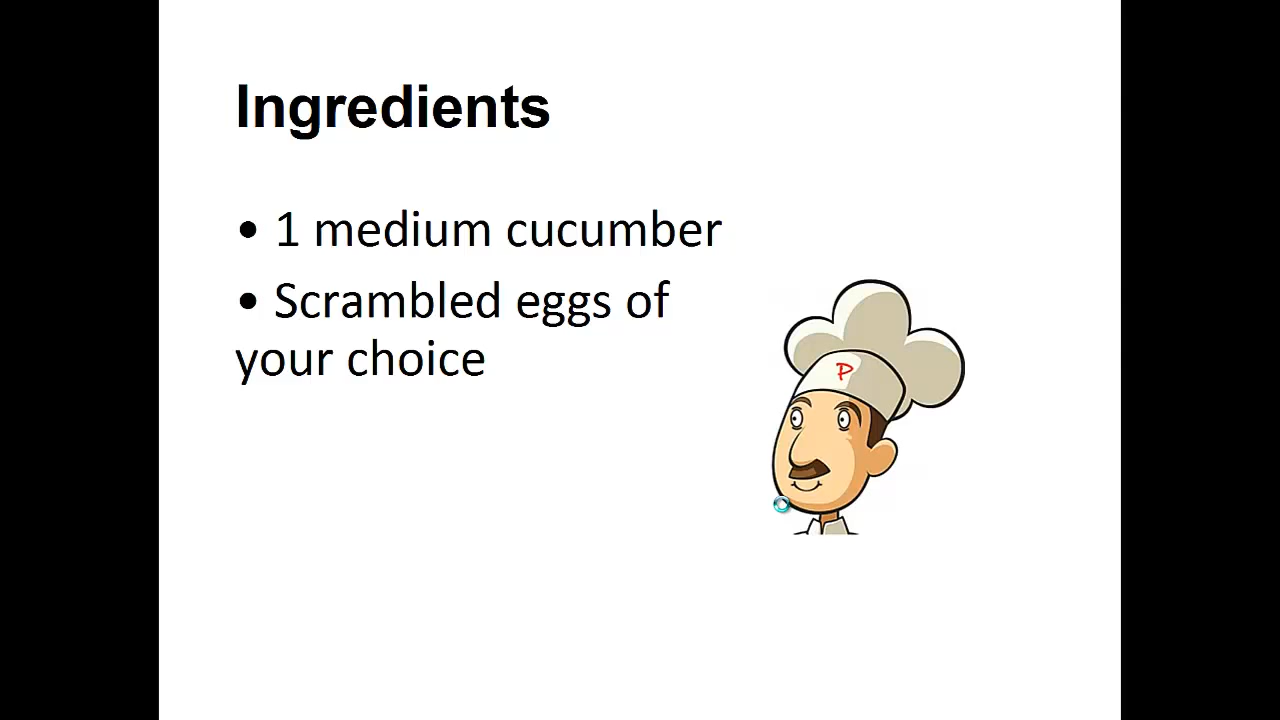 Ingredients
• 1 medium cucumber
• Scrambled eggs of
your choice
P